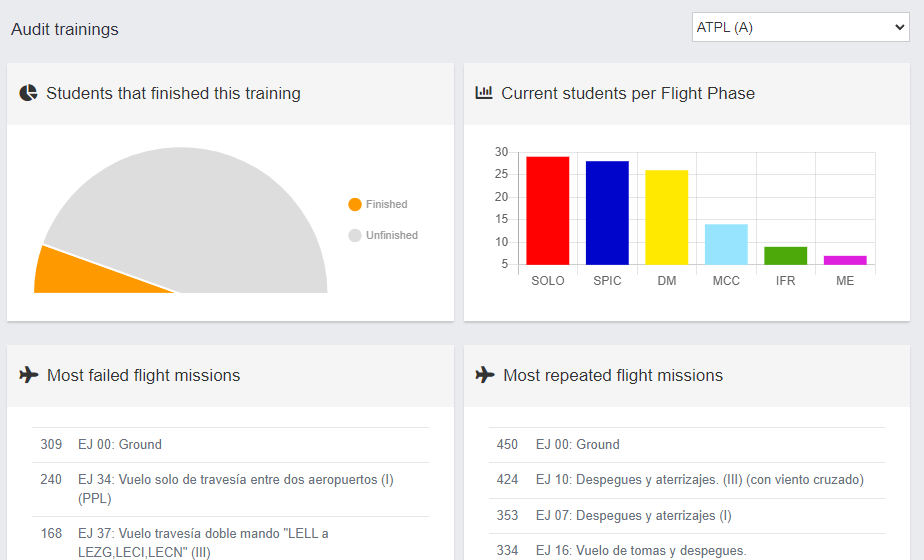 Audit trainings
ATPL (A)
Students that finished this training
Finished
Unfinished
Current students per Flight Phase
30
25
20
15
10
5
SOLO SPIC DM MCC IFR ME
Most failed flight missions
309 EJ 00: Ground
240 EJ 34: Vuelo solo de travesía entre dos aeropuertos (I)
(PPL)
168 EJ 37: Vuelo travesía doble mando "LELL a
LEZG,LECI,LECN" (III)
Most repeated flight missions
450 EJ 00: Ground
424 EJ 10: Despegues y aterrizajes. (III) (con viento cruzado)
353 EJ 07: Despegues y aterrizajes (I)
334 EJ 16: Vuelo de tomas y despegues.